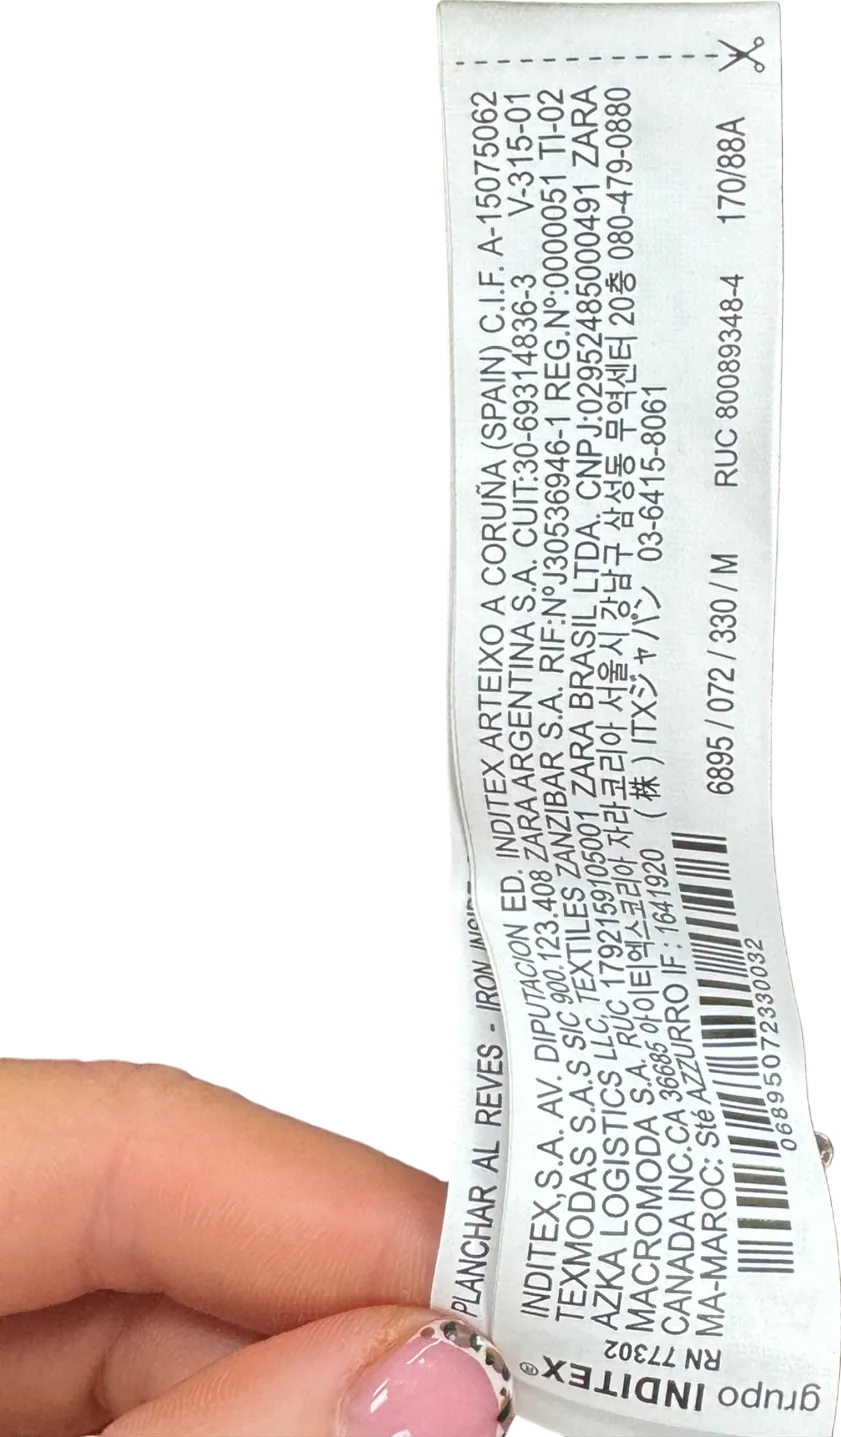 PLANCHAR AL REVES - IRON INSIDE
INDITEX,S.A. AV. DIPUTACION ED. INDITEX ARTEIXO A CORUÑA (SPAIN) C.I.F. A-15075062
TEXMODAS S.A.S SIC 900.123.408 ZARA ARGENTINA S.A. CUIT:30-69314836-3 V-315-01
AZKA LOGISTICS LLC, TEXTILES ZANZIBAR S.A. RIF:NºJ30536946-1 REG.Nº:0000051 TI-02
MACROMODA S.A. RUC 1792159105001 ZARA BRASIL LTDA. CNPJ:02952485000491 ZARA
CANADA INC.CA 36685 아이티엑스코리아 자라코리아 서울시 강남구 삼성동 무역센터 20층 080-479-0880
MA-MAROC: Sté AZZURRO IF : 1641920 (株) ITXジャパン 03-6415-8061
6895 / 072 / 330 / M RUC 80089348-4 170/88A
06895072330032
RN 77302
grupo INDITEX®